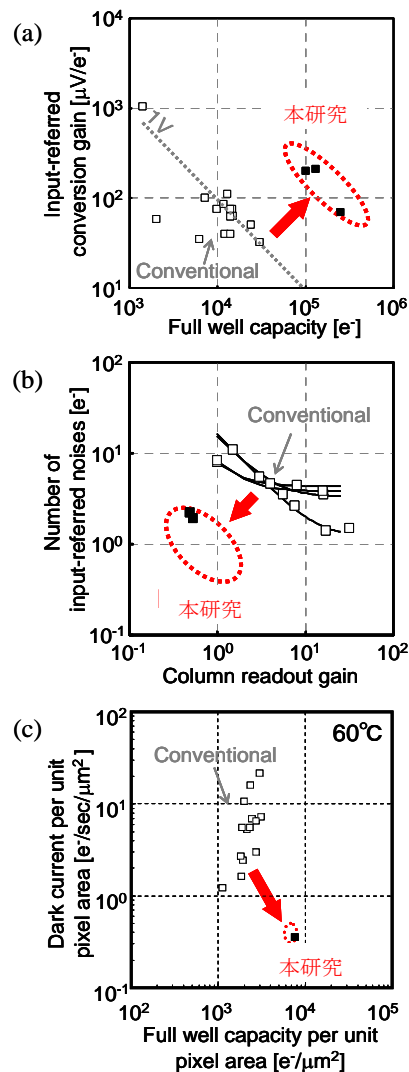 (a)
Input-referred
conversion gain [μV/e⁻]
10⁴
10³
10²
10¹
1V
本研究
Conventional
10³
10⁴
10⁵
10⁶
Full well capacity [e⁻]
(b)
Number of
input-referred noises [e⁻]
10²
10¹
10⁰
10⁻¹
Conventional
本研究
10⁻¹
10⁰
10¹
10²
Column readout gain
(c)
Dark current per unit
pixel area [e⁻/sec/μm²]
10²
10¹
10⁰
10⁻¹
60℃
Conventional
本研究
10²
10³
10⁴
10⁵
Full well capacity per unit
pixel area [e⁻/μm²]